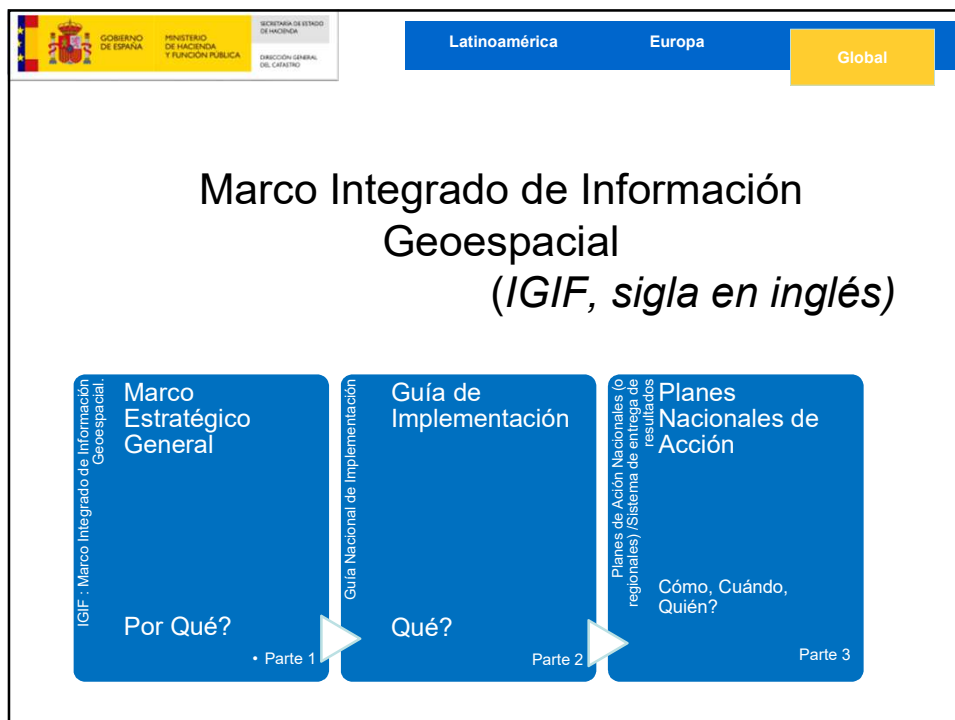 GOBIERNO
DE ESPAÑA
MINISTERIO
DE HACIENDA
Y FUNCIÓN PÚBLICA
SECRETARÍA DE ESTADO
DE HACIENDA
DIRECCIÓN GENERAL
DEL CATASTRO
Latinoamérica
Europa
Global
Marco Integrado de Información
Geoespacial
(IGIF, sigla en inglés)
IGIF : Marco Integrado de Información
Geoespacial.
Marco
Estratégico
General
Por Qué?
• Parte 1
Guía Nacional de Implementación
Guía de
Implementación
Qué?
Parte 2
Planes de Ación Nacionales (o
regionales) /Sistema de entrega de
resultados
Planes
Nacionales de
Acción
Cómo, Cuándo,
Quién?
Parte 3